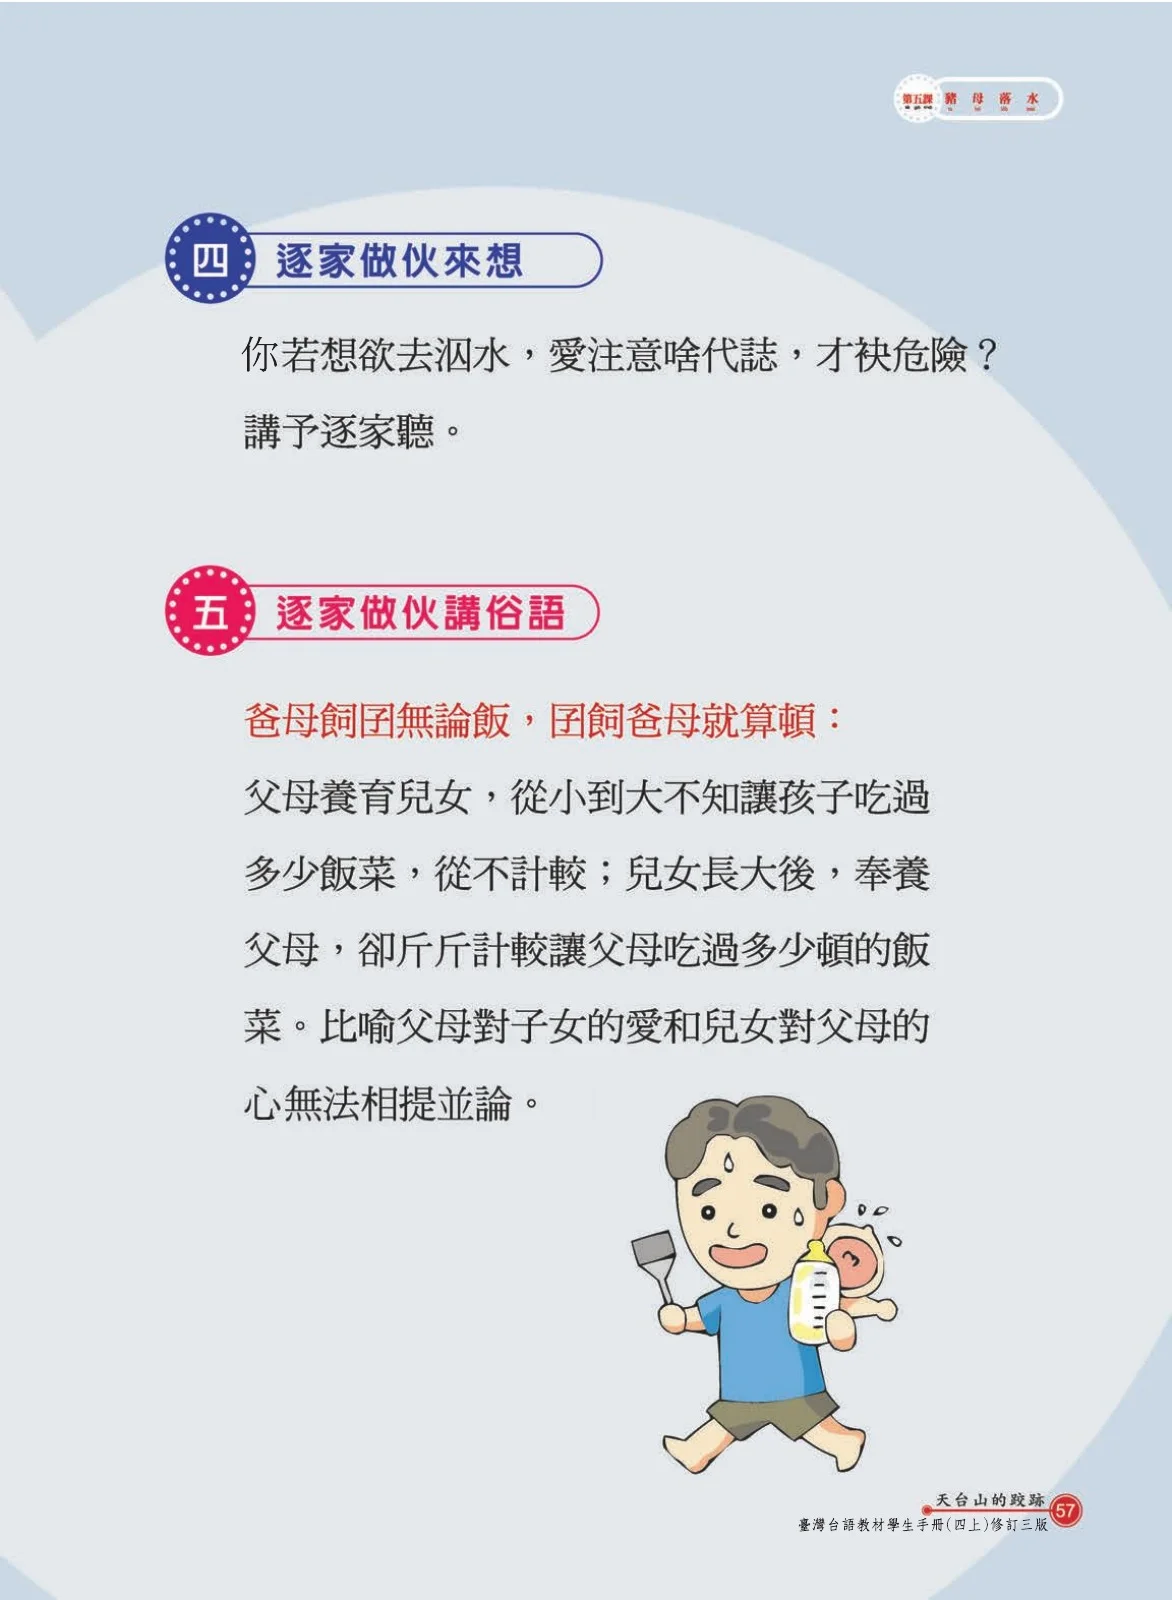 第五課 豬母落水
四 逐家做伙來想
你若想欲去泅水，愛注意啥代誌，才袂危險？
講予逐家聽。
五 逐家做伙講俗語
爸母飼囝無論飯，囝飼爸母就算頓：
父母養育兒女，從小到大不知讓孩子吃過
多少飯菜，從不計較；兒女長大後，奉養
父母，卻斤斤計較讓父母吃過多少頓的飯
菜。比喻父母對子女的愛和兒女對父母的
心無法相提並論。
天台山的跤跡
臺灣台語教材學生手冊(四上)修訂三版
57